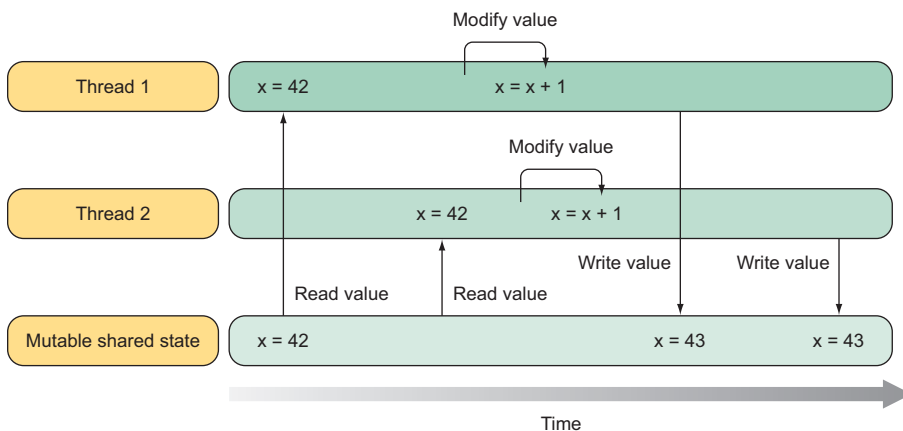 Modify value
Thread 1
x = 42
x = x + 1
Modify value
Thread 2
x = 42
x = x + 1
Write value
Write value
Read value
Read value
Mutable shared state
x = 42
x = 43
x = 43
Time